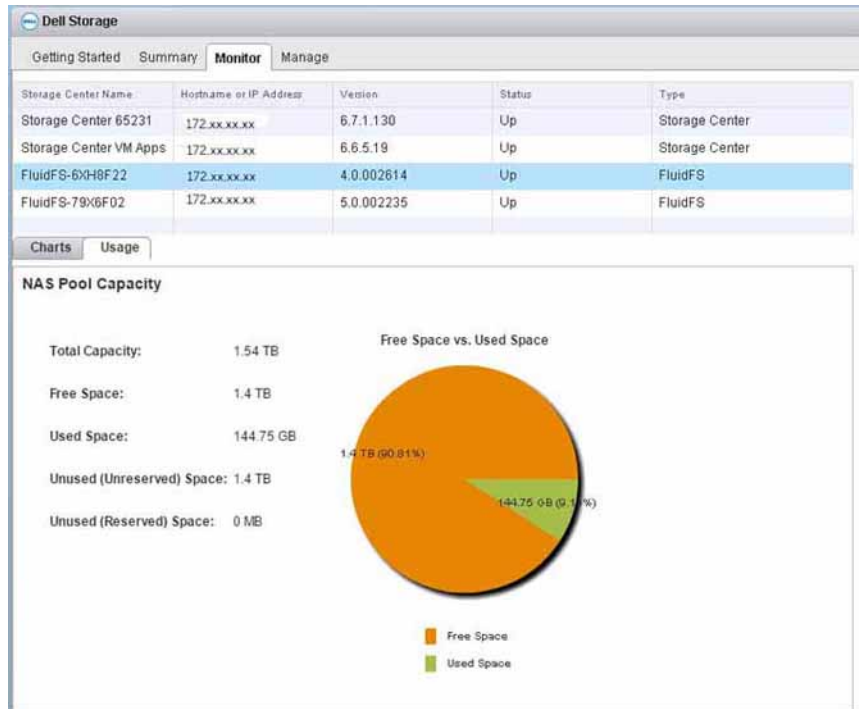 Dell Storage
Getting Started Summary Monitor Manage
Storage Center Name Hostname or IP Address Version Status Type
Storage Center 65231 172.xx.xx.xx 6.7.1.130 Up Storage Center
Storage Center VM Apps 172.xx.xx.xx 6.6.5.19 Up Storage Center
FluidFS-6XH8F22 172.xx.xx.xx 4.0.002614 Up FluidFS
FluidFS-79X6F02 172.xx.xx.xx 5.0.002235 Up FluidFS
Charts Usage
NAS Pool Capacity
Free Space vs. Used Space
Total Capacity: 1.54 TB
Free Space: 1.4 TB
Used Space: 144.75 GB
1.4 TB (90.81%)
Unused (Unreserved) Space: 1.4 TB
144.75 GB
Unused (Reserved) Space: 0 MB
Free Space
Used Space